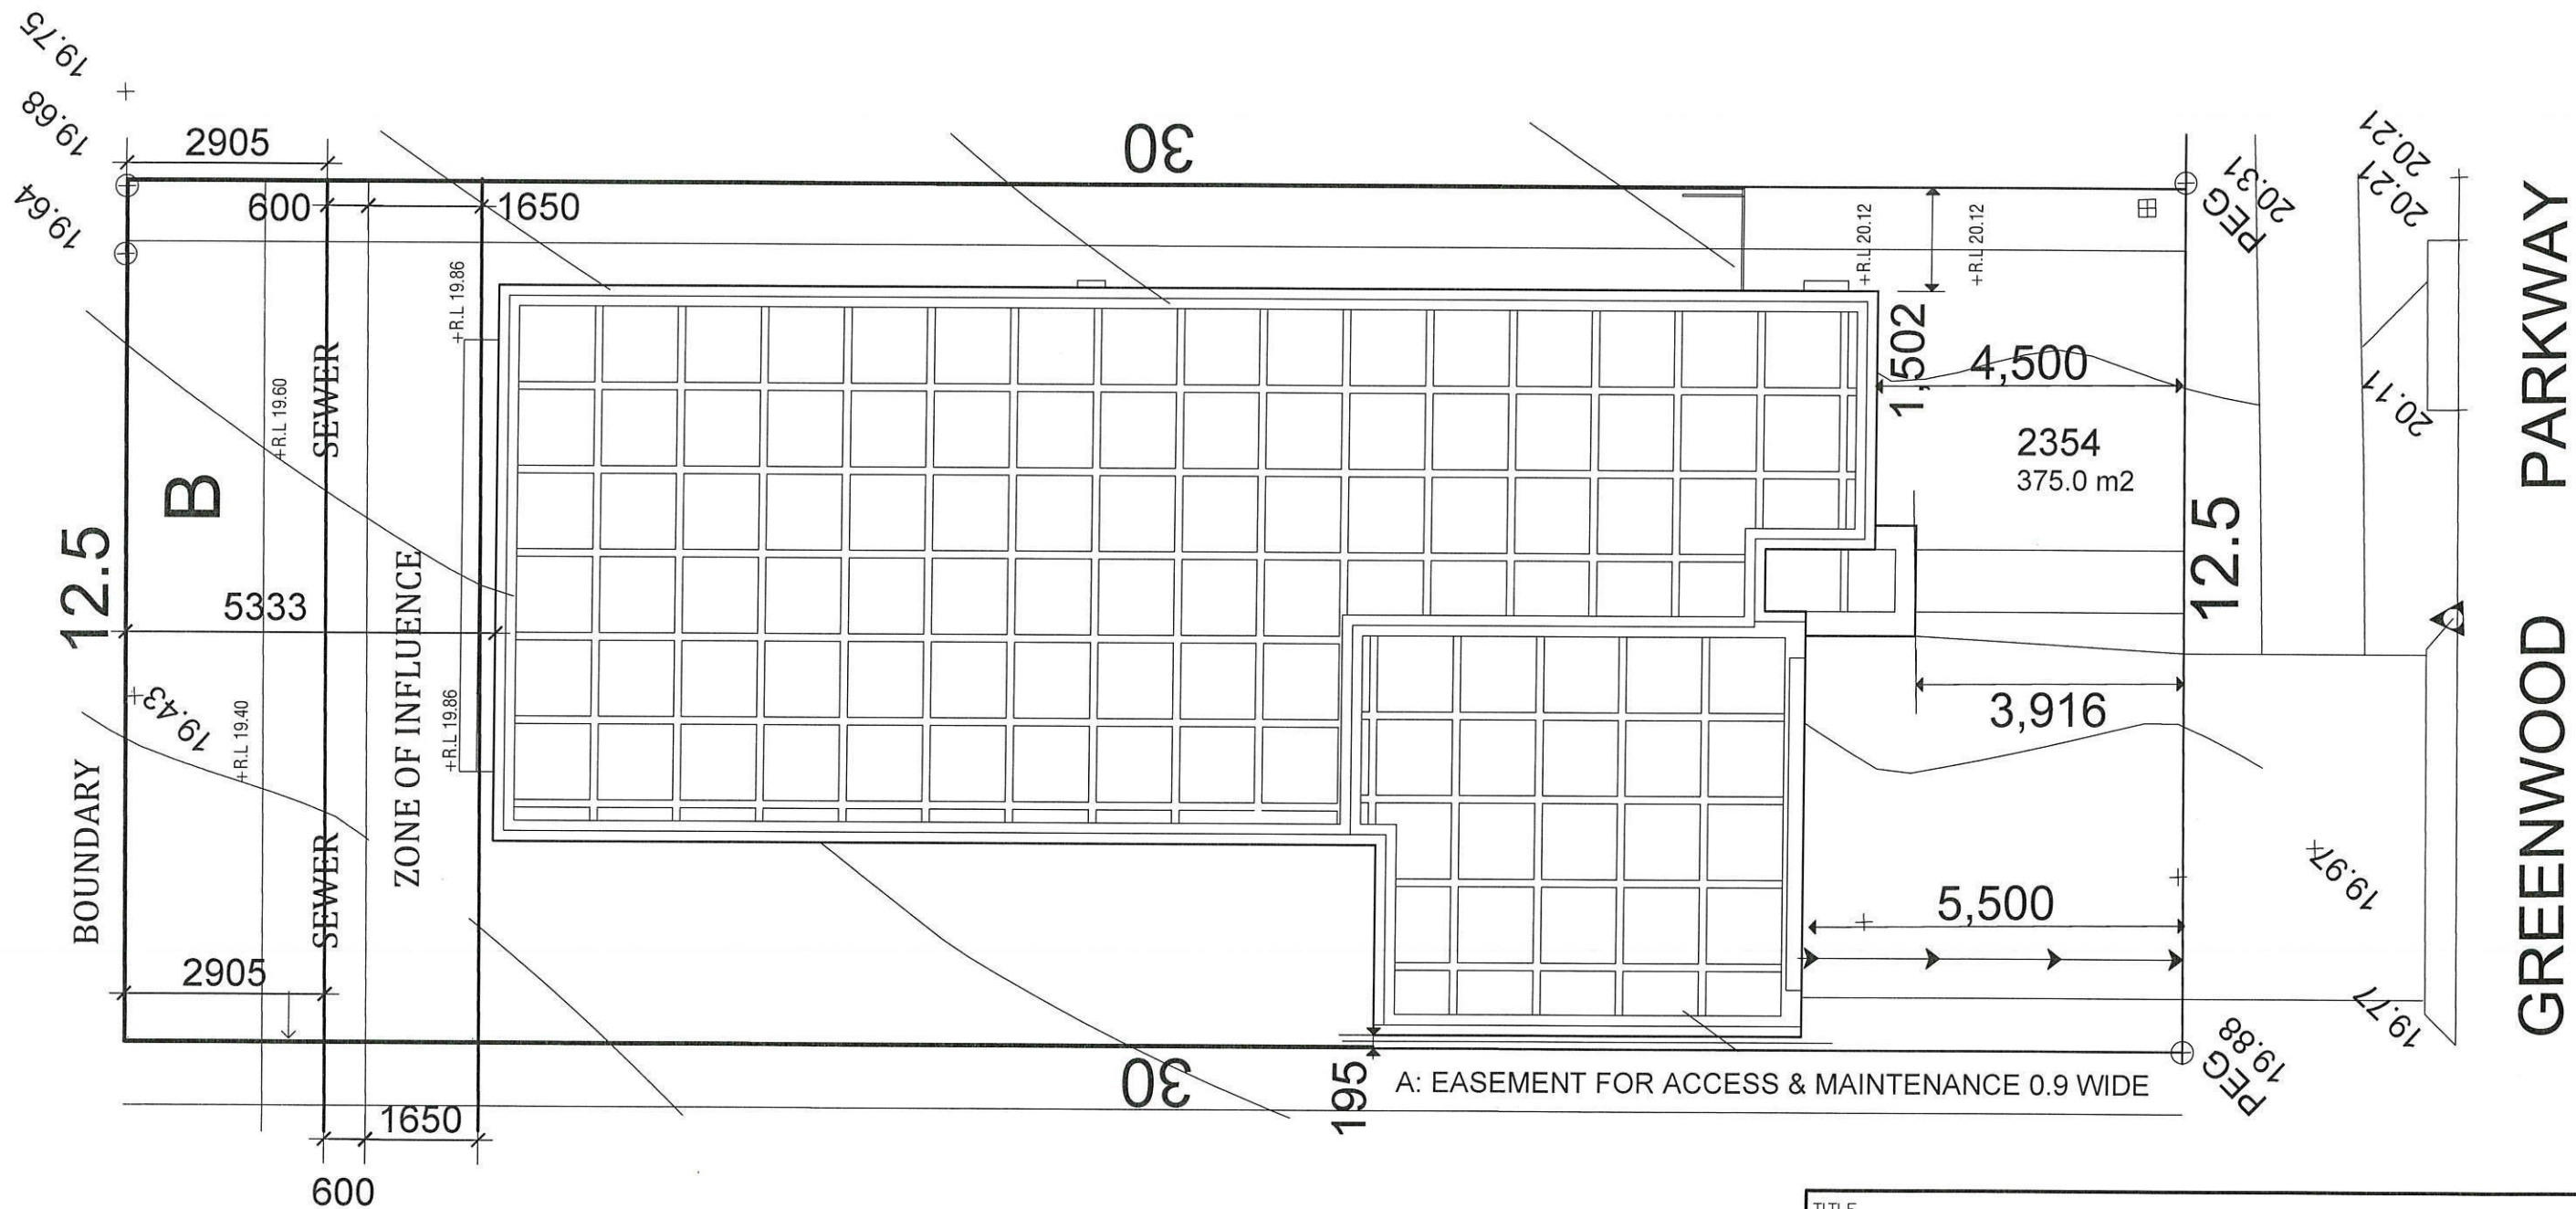 19.75
19.68
19.64
2905
600
1650
30
PEG
20.31
20.21
20.21
20.11
+R.L 19.86
+R.L 20.12
+R.L 20.12
1,502
4,500
2354
375.0 m2
+R.L 19.60
SEWER
B
12.5
5333
ZONE OF INFLUENCE
12.5
3,916
19.43
+R.L 19.40
+R.L 19.86
BOUNDARY
SEWER
2905
5,500
19.97
19.77
GREENWOOD PARKWAY
30
195
A: EASEMENT FOR ACCESS & MAINTENANCE 0.9 WIDE
PEG
19.88
1650
600
TITLE